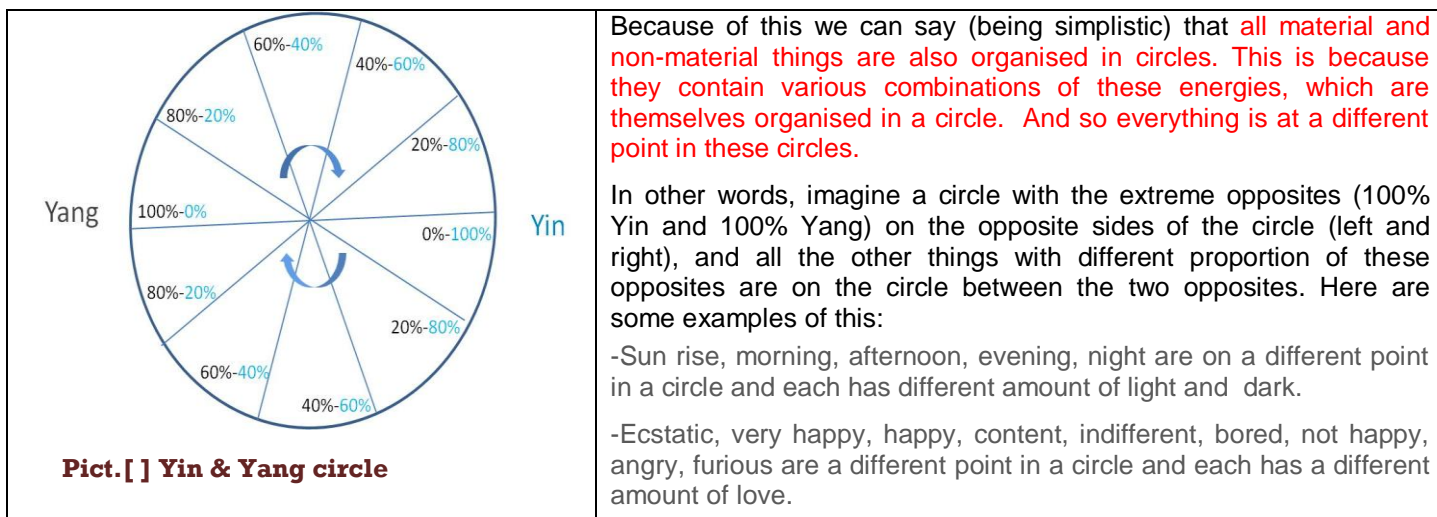 60%-40%
40%-60%
80%-20%
20%-80%
Yang
100%-0%
0%-100%
Yin
80%-20%
20%-80%
60%-40%
40%-60%
Pict.[ ] Yin & Yang circle
Because of this we can say (being simplistic) that all material and
non-material things are also organised in circles. This is because
they contain various combinations of these energies, which are
themselves organised in a circle. And so everything is at a different
point in these circles.
In other words, imagine a circle with the extreme opposites (100%
Yin and 100% Yang) on the opposite sides of the circle (left and
right), and all the other things with different proportion of these
opposites are on the circle between the two opposites. Here are
some examples of this:
-Sun rise, morning, afternoon, evening, night are on a different point
in a circle and each has different amount of light and dark.
-Ecstatic, very happy, happy, content, indifferent, bored, not happy,
angry, furious are a different point in a circle and each has a different
amount of love.